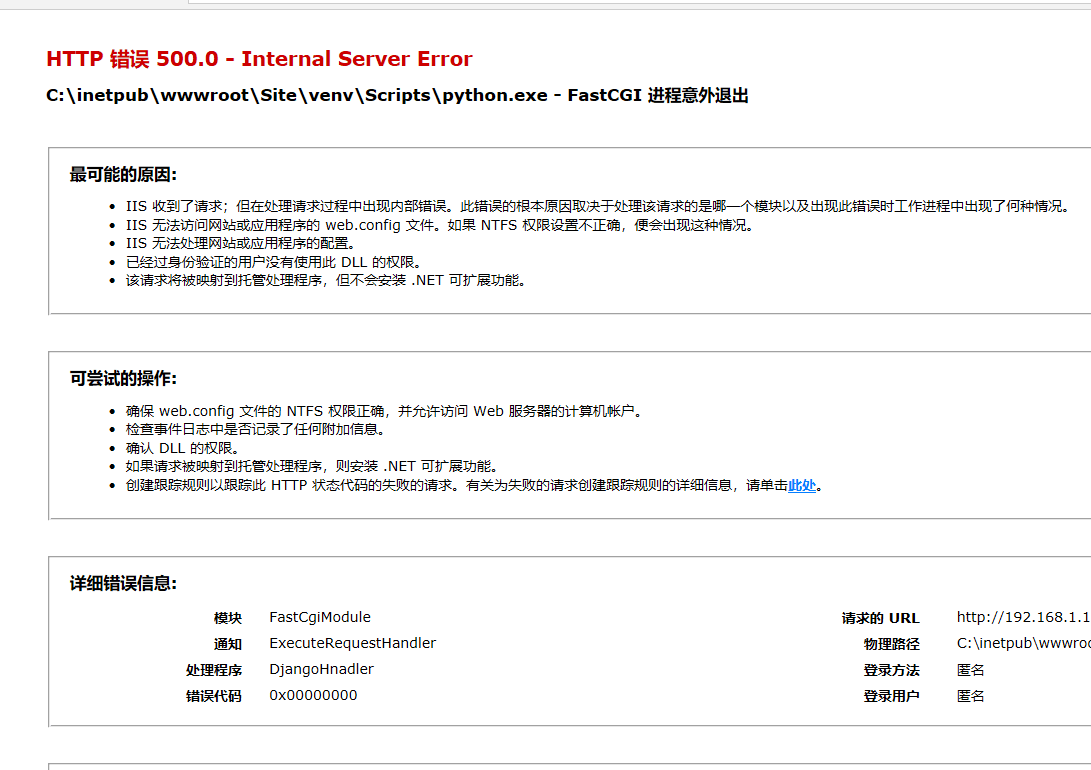 HTTP 错误 500.0 - Internal Server Error
C:\inetpub\wwwroot\Site\venv\Scripts\python.exe - FastCGI 进程意外退出
最可能的原因:
• IIS 收到了请求；但在处理请求过程中出现内部错误。此错误的根本原因取决于处理该请求的是哪一个模块以及出现此错误时工作进程中出现了何种情况。
• IIS 无法访问网站或应用程序的 web.config 文件。如果 NTFS 权限设置不正确，便会出现这种情况。
• IIS 无法处理网站或应用程序的配置。
• 已经过身份验证的用户没有使用此 DLL 的权限。
• 该请求将被映射到托管处理程序，但不会安装 .NET 可扩展功能。
可尝试的操作:
• 确保 web.config 文件的 NTFS 权限正确，并允许访问 Web 服务器的计算机帐户。
• 检查事件日志中是否记录了任何附加信息。
• 确认 DLL 的权限。
• 如果请求被映射到托管处理程序，则安装 .NET 可扩展功能。
• 创建跟踪规则以跟踪此 HTTP 状态代码的失败的请求。有关为失败的请求创建跟踪规则的详细信息，请单击此处。
详细错误信息:
模块 FastCgiModule
通知 ExecuteRequestHandler
处理程序 DjangoHnadler
错误代码 0x00000000
请求的 URL http://192.168.1.1
物理路径 C:\inetpub\wwwroo
登录方法 匿名
登录用户 匿名